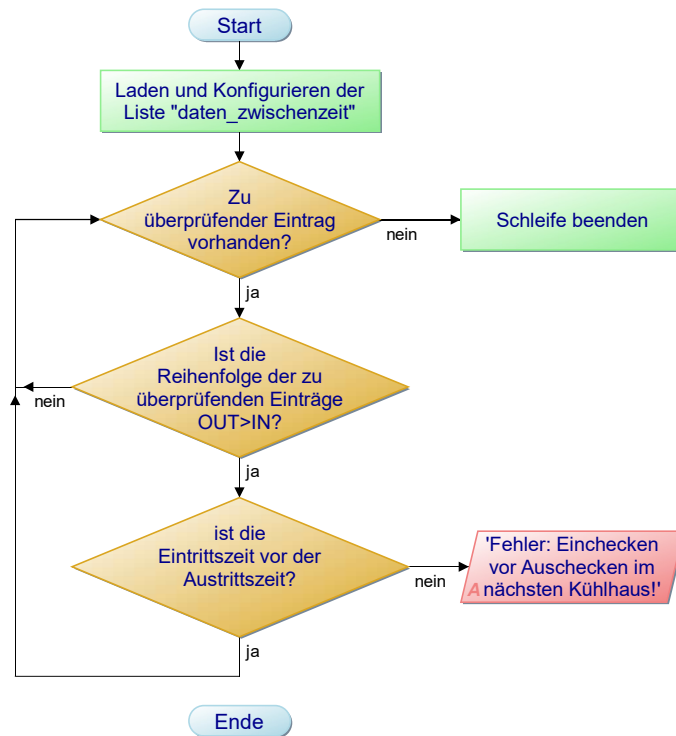 Start
Laden und Konfigurieren der
Liste "daten_zwischenzeit"
Zu
überprüfender Eintrag
vorhanden?
nein
Schleife beenden
ja
Ist die
Reihenfolge der zu
überprüfenden Einträge
OUT>IN?
nein
ja
ist die
Eintrittszeit vor der
Austrittszeit?
nein
'Fehler: Einchecken
vor Auschecken im
A nächsten Kühlhaus!'
ja
Ende